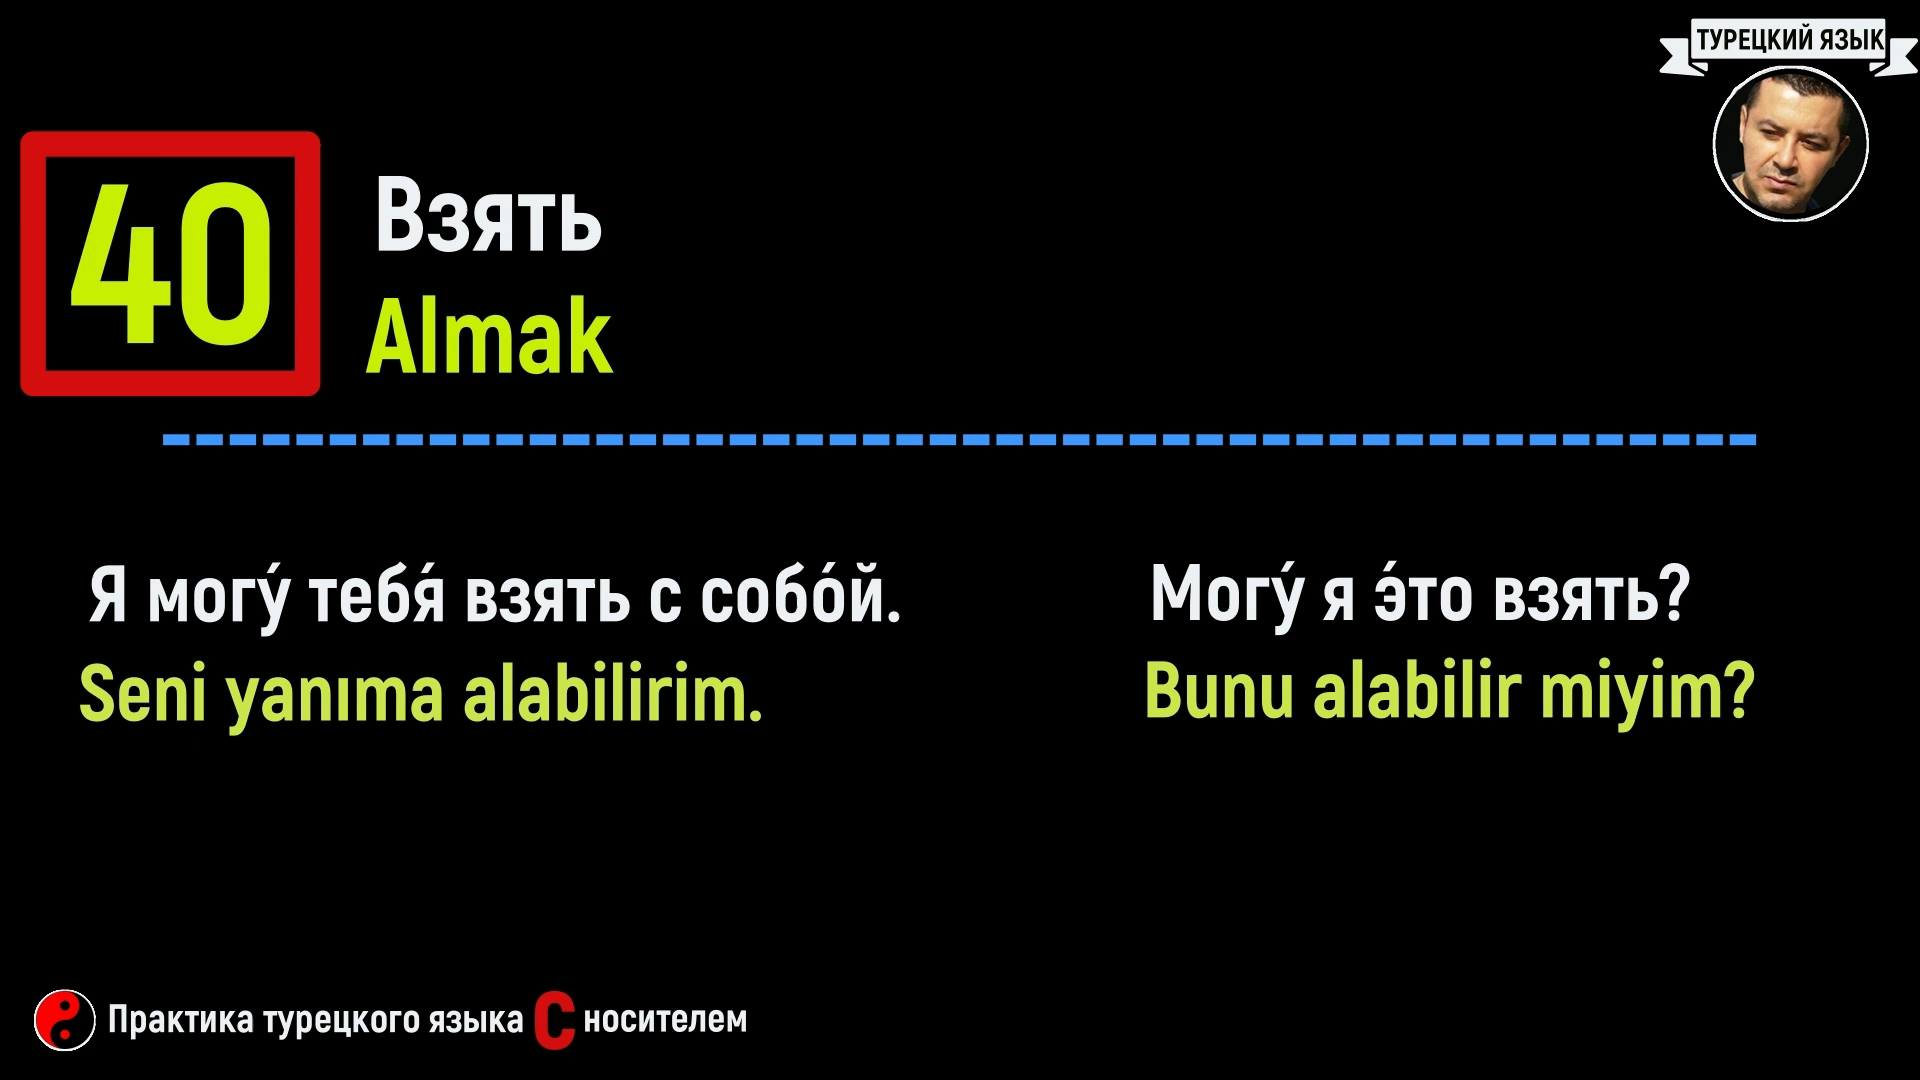 ТУРЕЦКИЙ ЯЗЫК
40
Взять
Almak
Я могу́ тебя́ взять с собо́й.
Seni yanıma alabilirim.
Могу́ я э́то взять?
Bunu alabilir miyim?
Практика турецкого языка С носителем